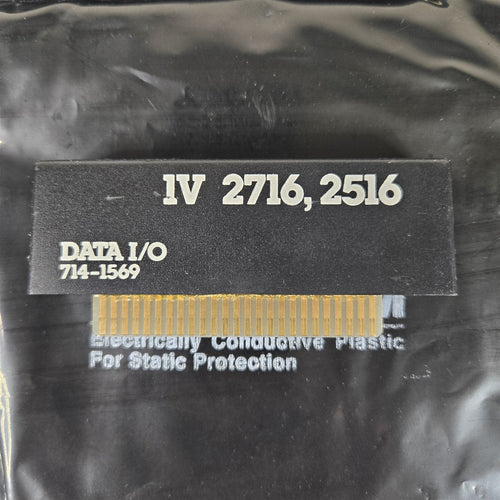 1V 2716, 2516
DATA I/O
714-1569
Electrically Conductive Plastic
For Static Protection